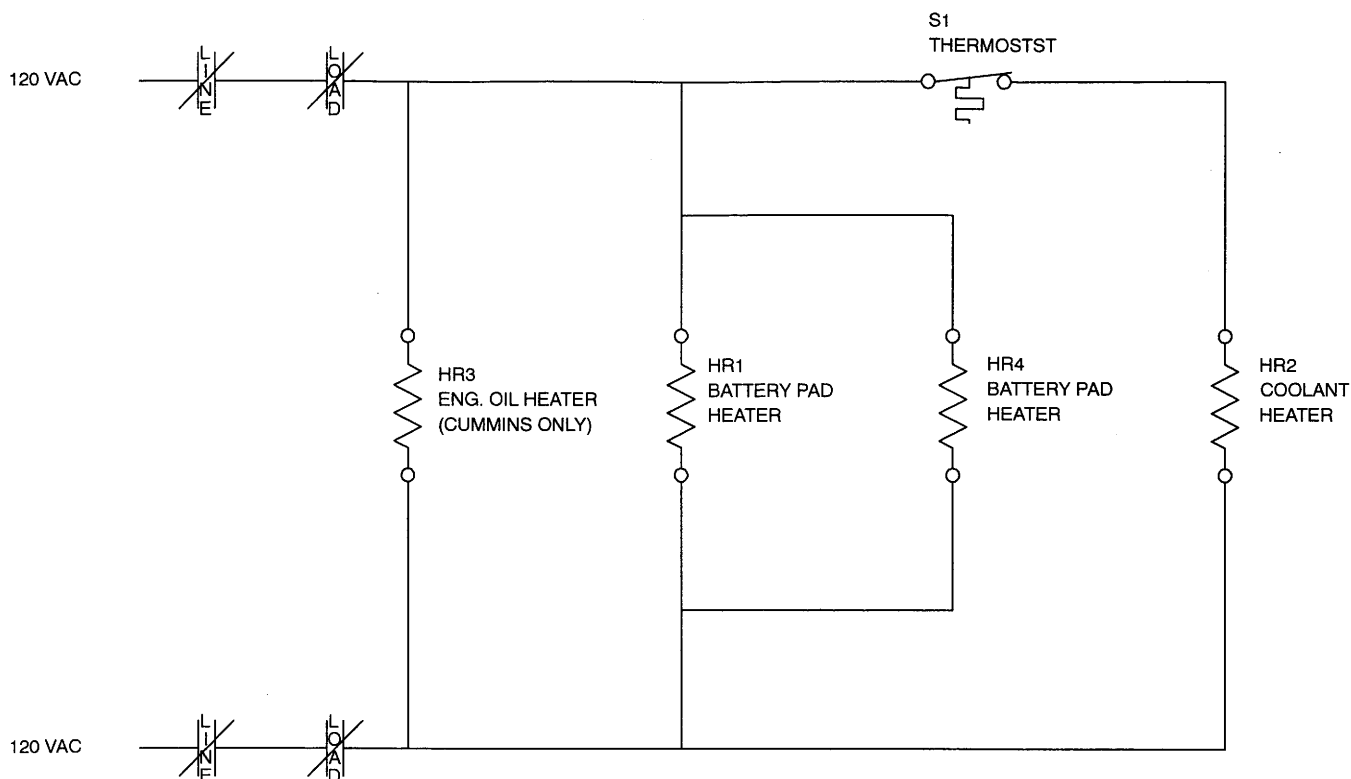 S1
THERMOSTST
120 VAC
LINE
LOAD
HR3
ENG. OIL HEATER
(CUMMINS ONLY)
HR1
BATTERY PAD
HEATER
HR4
BATTERY PAD
HEATER
HR2
COOLANT
HEATER
120 VAC
LINE
LOAD